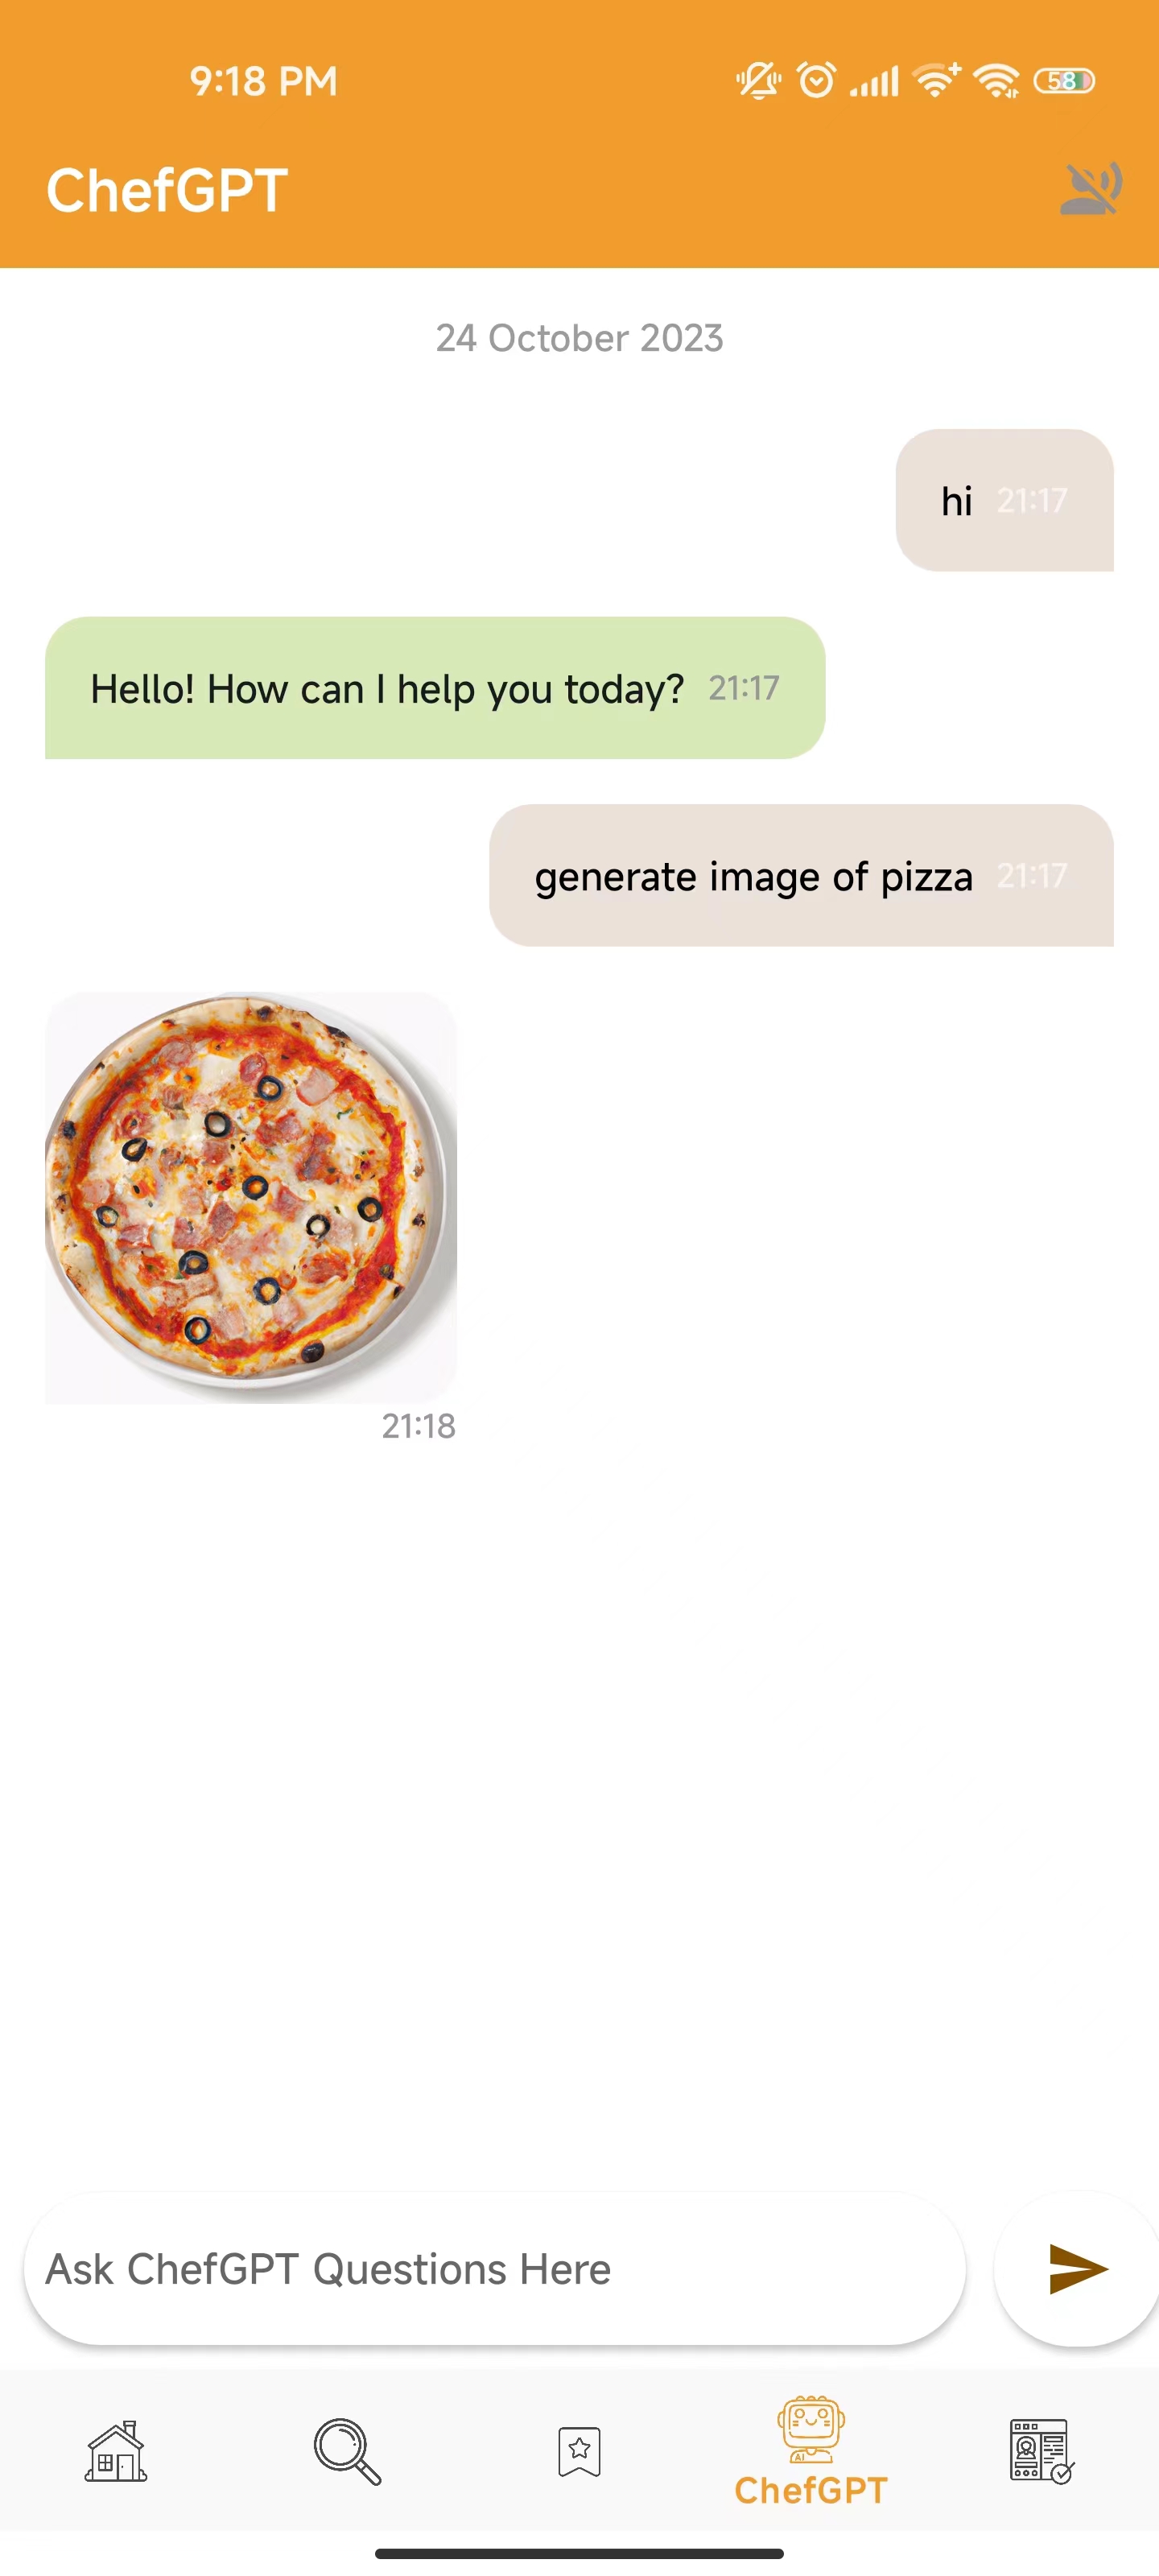 9:18 PM 58
ChefGPT
24 October 2023
hi 21:17
Hello! How can I help you today? 21:17
generate image of pizza 21:17
21:18
Ask ChefGPT Questions Here
AI
ChefGPT